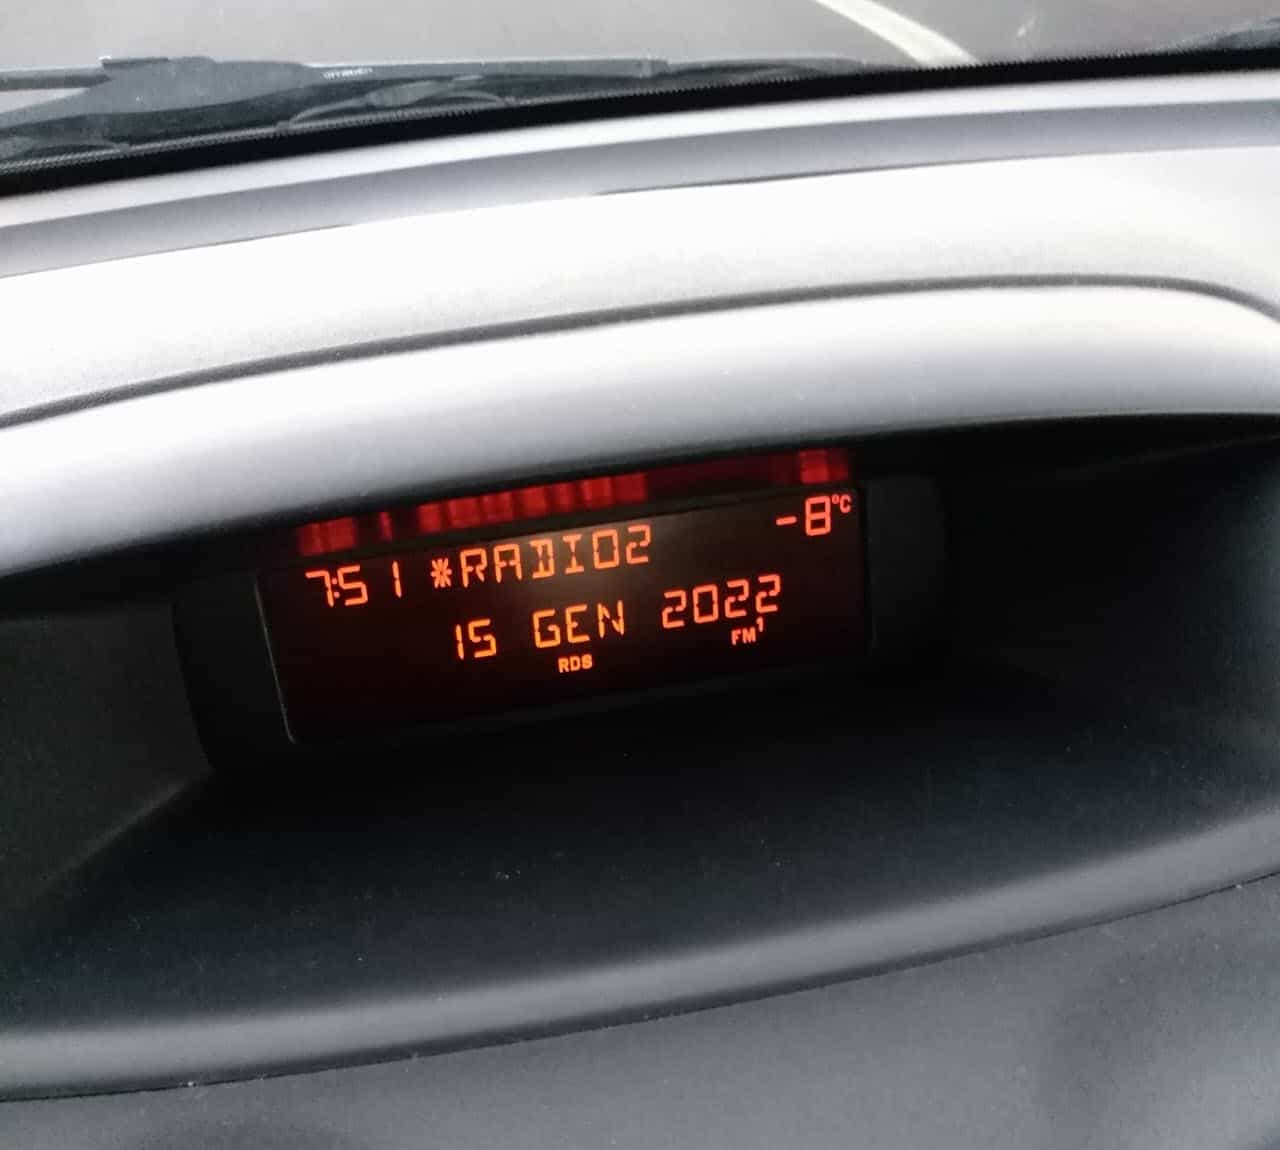 7:51 *RADIO2 -8°C
15 GEN 2022
RDS FM1